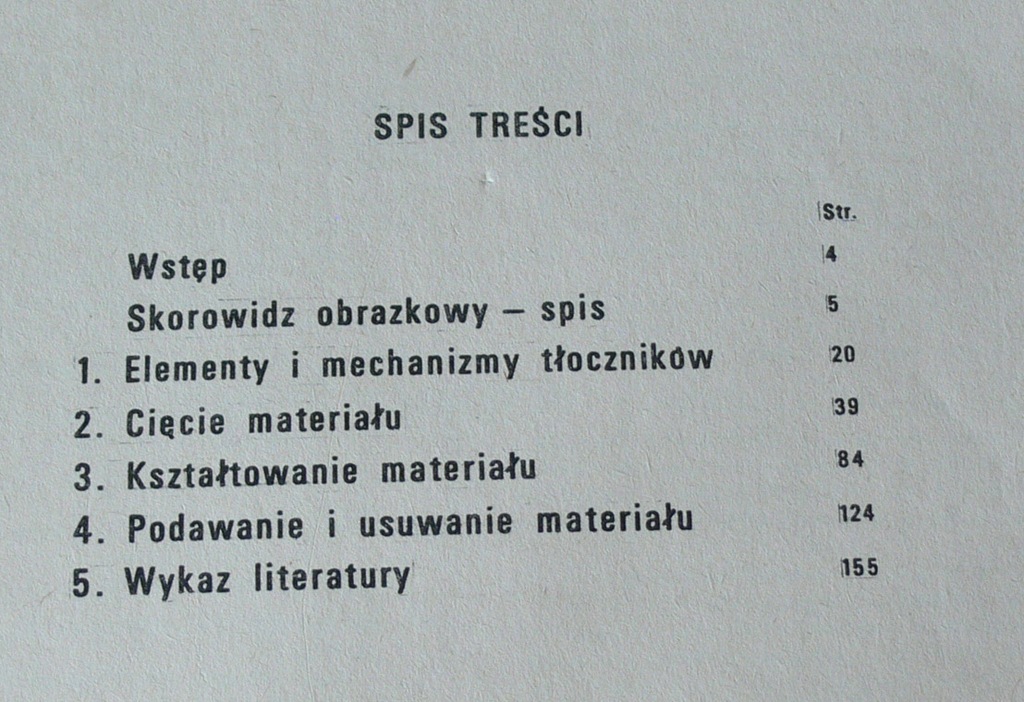 SPIS TREŚCI
Str.
Wstęp 4
Skorowidz obrazkowy – spis 5
1. Elementy i mechanizmy tłoczników 20
2. Cięcie materiału 39
3. Kształtowanie materiału 84
4. Podawanie i usuwanie materiału 124
5. Wykaz literatury 155